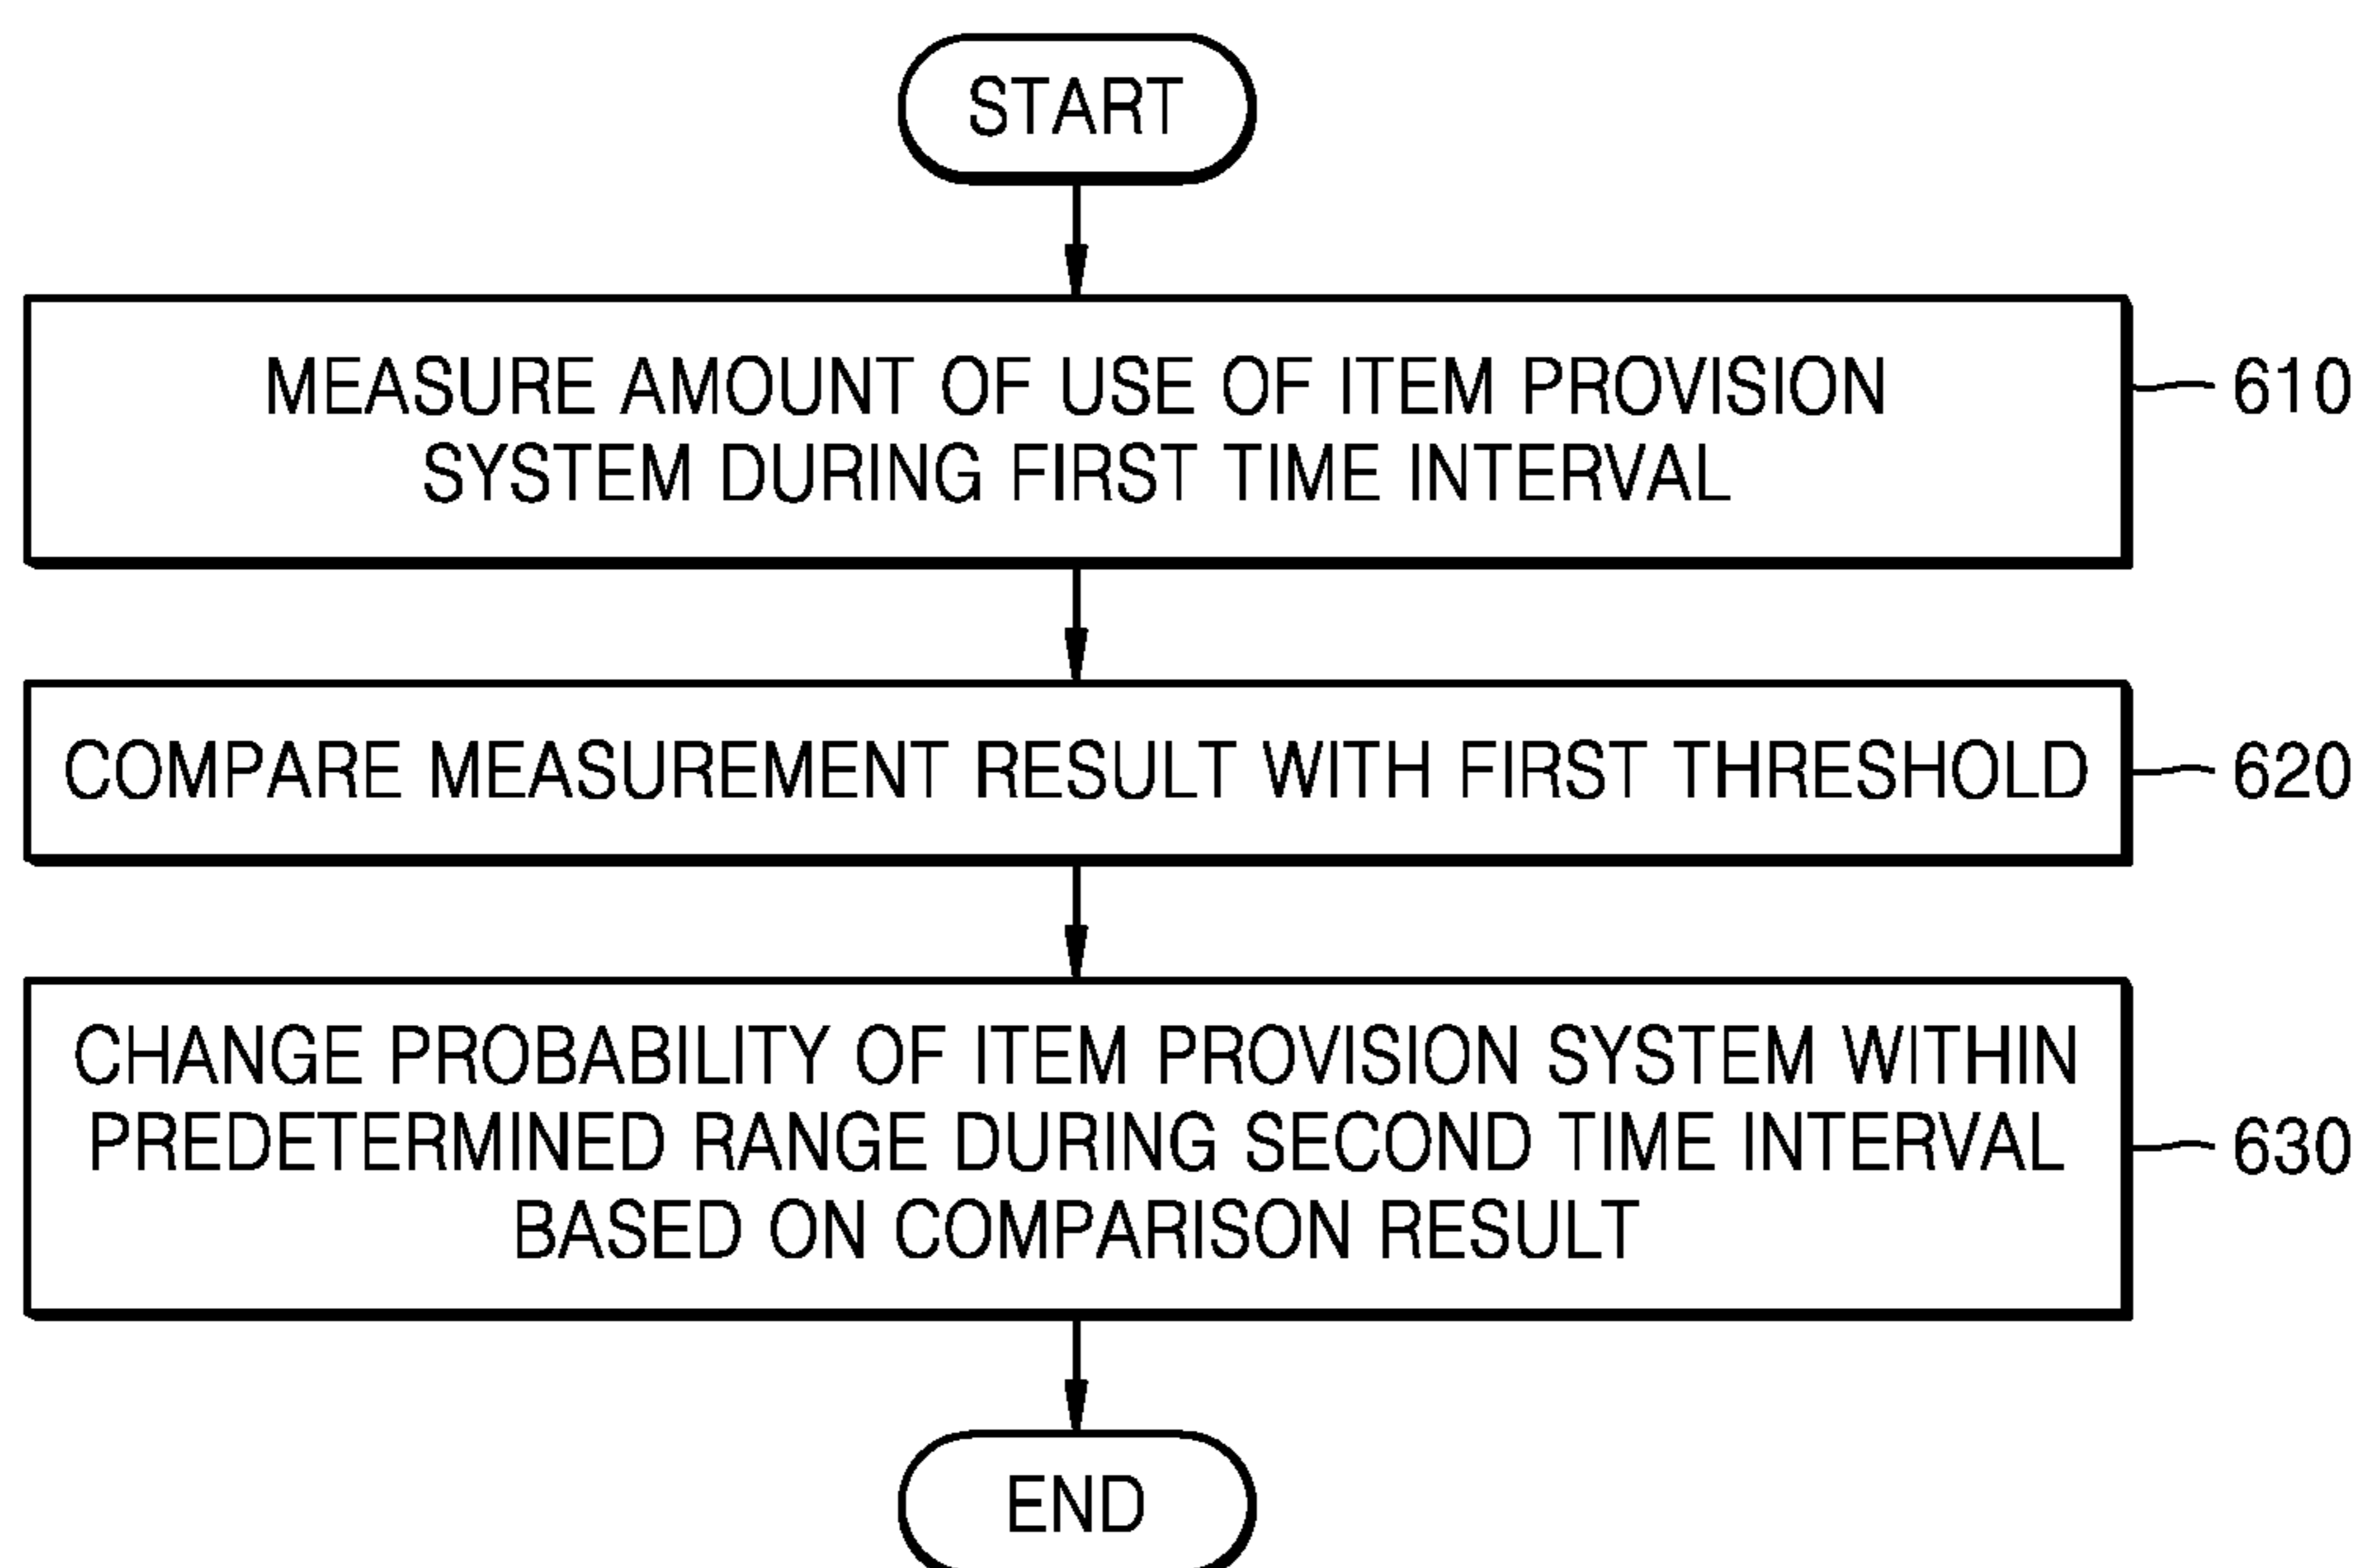 START
MEASURE AMOUNT OF USE OF ITEM PROVISION
SYSTEM DURING FIRST TIME INTERVAL
610
COMPARE MEASUREMENT RESULT WITH FIRST THRESHOLD
620
CHANGE PROBABILITY OF ITEM PROVISION SYSTEM WITHIN
PREDETERMINED RANGE DURING SECOND TIME INTERVAL
BASED ON COMPARISON RESULT
630
END